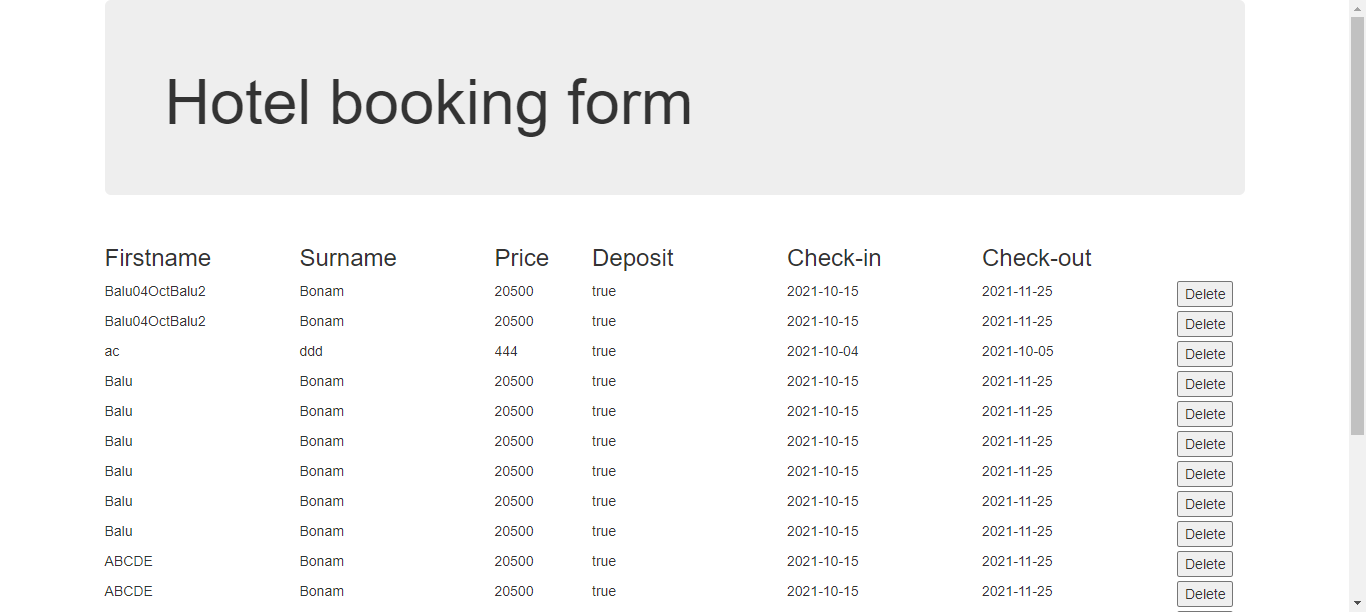 Hotel booking form
Firstname Surname Price Deposit Check-in Check-out
Balu04OctBalu2 Bonam 20500 true 2021-10-15 2021-11-25 Delete
Balu04OctBalu2 Bonam 20500 true 2021-10-15 2021-11-25 Delete
ac ddd 444 true 2021-10-04 2021-10-05 Delete
Balu Bonam 20500 true 2021-10-15 2021-11-25 Delete
Balu Bonam 20500 true 2021-10-15 2021-11-25 Delete
Balu Bonam 20500 true 2021-10-15 2021-11-25 Delete
Balu Bonam 20500 true 2021-10-15 2021-11-25 Delete
Balu Bonam 20500 true 2021-10-15 2021-11-25 Delete
Balu Bonam 20500 true 2021-10-15 2021-11-25 Delete
ABCDE Bonam 20500 true 2021-10-15 2021-11-25 Delete
ABCDE Bonam 20500 true 2021-10-15 2021-11-25 Delete